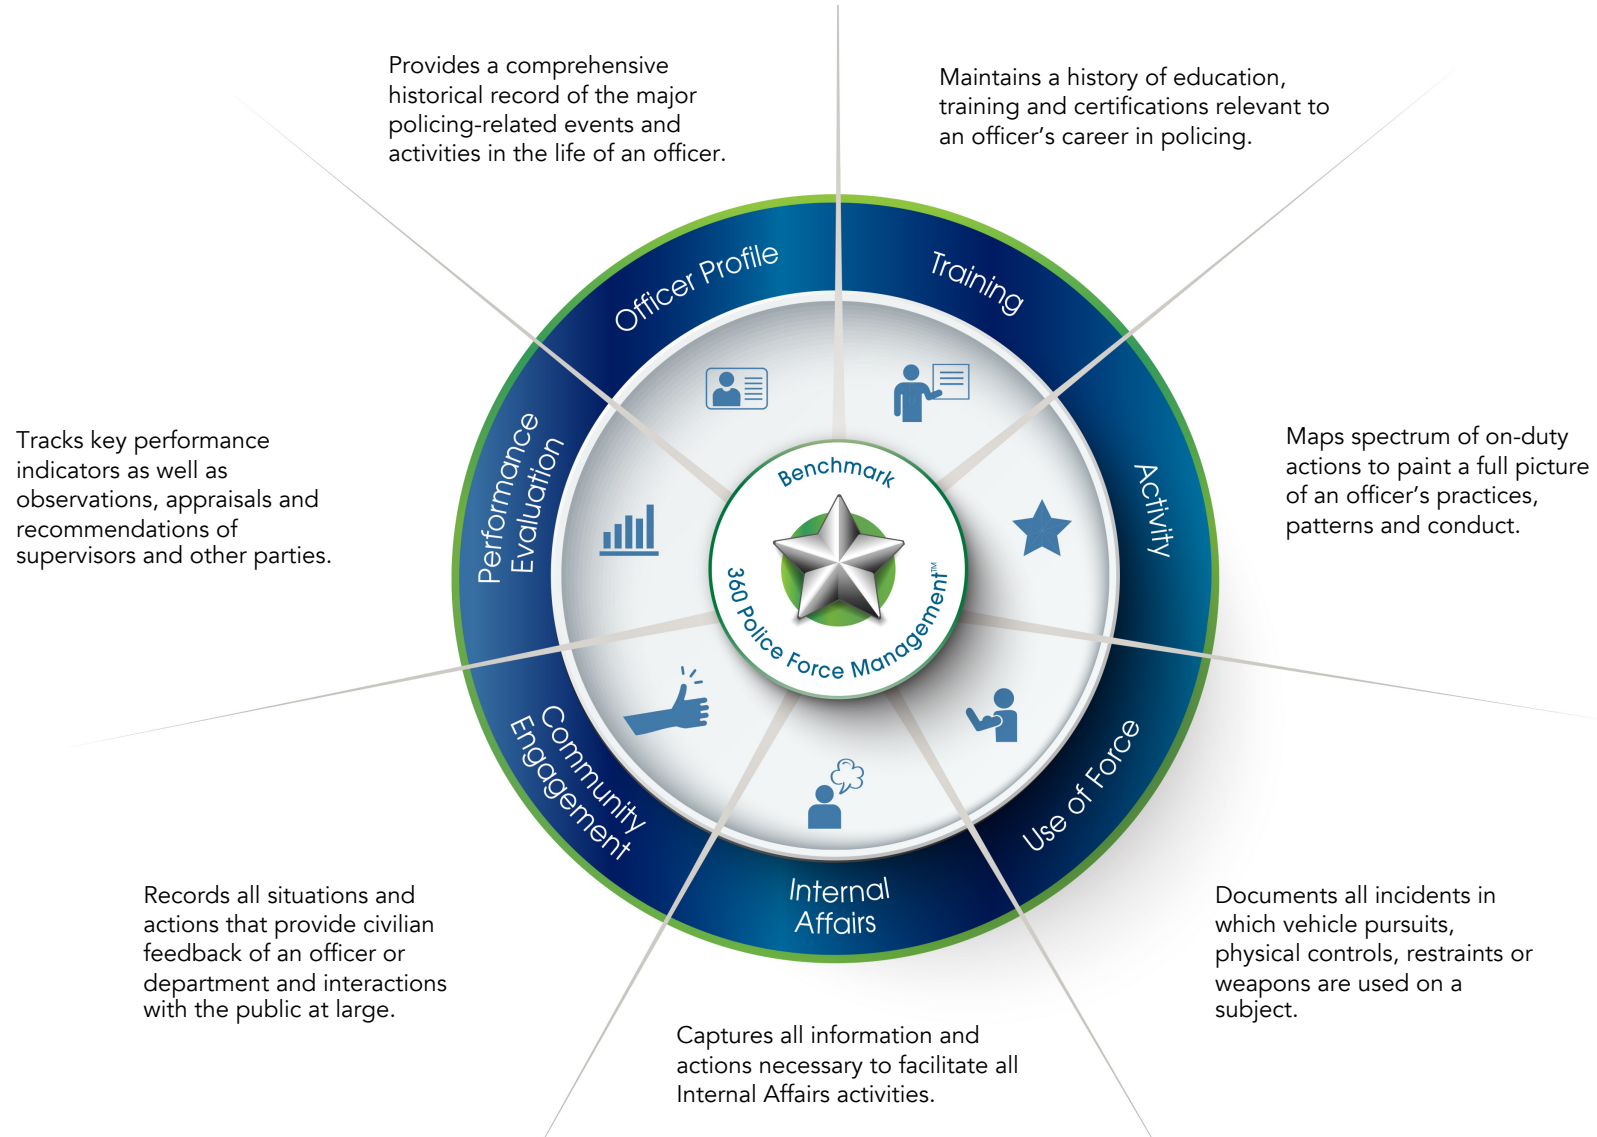 Provides a comprehensive
historical record of the major
policing-related events and
activities in the life of an officer.
Maintains a history of education,
training and certifications relevant to
an officer’s career in policing.
Officer Profile
Training
Performance
Evaluation
Activity
Tracks key performance
indicators as well as
observations, appraisals and
recommendations of
supervisors and other parties.
Maps spectrum of on-duty
actions to paint a full picture
of an officer’s practices,
patterns and conduct.
Benchmark
360 Police Force Management™
Community
Engagement
Use of Force
Internal
Affairs
Records all situations and
actions that provide civilian
feedback of an officer or
department and interactions
with the public at large.
Documents all incidents in
which vehicle pursuits,
physical controls, restraints or
weapons are used on a
subject.
Captures all information and
actions necessary to facilitate all
Internal Affairs activities.